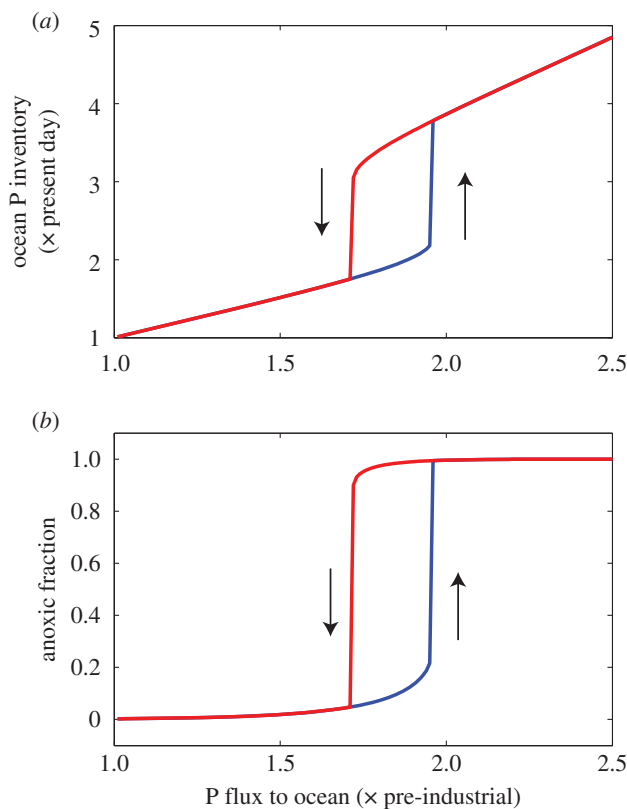 (a)
5
4
3
2
1
ocean P inventory
(× present day)
1.0 1.5 2.0 2.5
(b)
1.0
0.8
0.6
0.4
0.2
0
anoxic fraction
1.0 1.5 2.0 2.5
P flux to ocean (× pre-industrial)